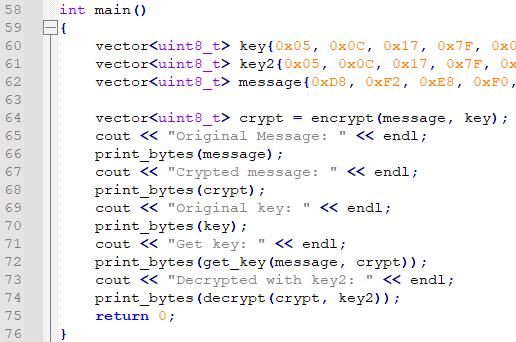 58 int main()
59 {
60 vector<uint8_t> key{0x05, 0x0C, 0x17, 0x7F, 0x0
61 vector<uint8_t> key2{0x05, 0x0C, 0x17, 0x7F, 0x
62 vector<uint8_t> message{0xD8, 0xF2, 0xE8, 0xF0,
63
64 vector<uint8_t> crypt = encrypt(message, key);
65 cout << "Original Message: " << endl;
66 print_bytes(message);
67 cout << "Crypted message: " << endl;
68 print_bytes(crypt);
69 cout << "Original key: " << endl;
70 print_bytes(key);
71 cout << "Get key: " << endl;
72 print_bytes(get_key(message, crypt));
73 cout << "Decrypted with key2: " << endl;
74 print_bytes(decrypt(crypt, key2));
75 return 0;
76 }